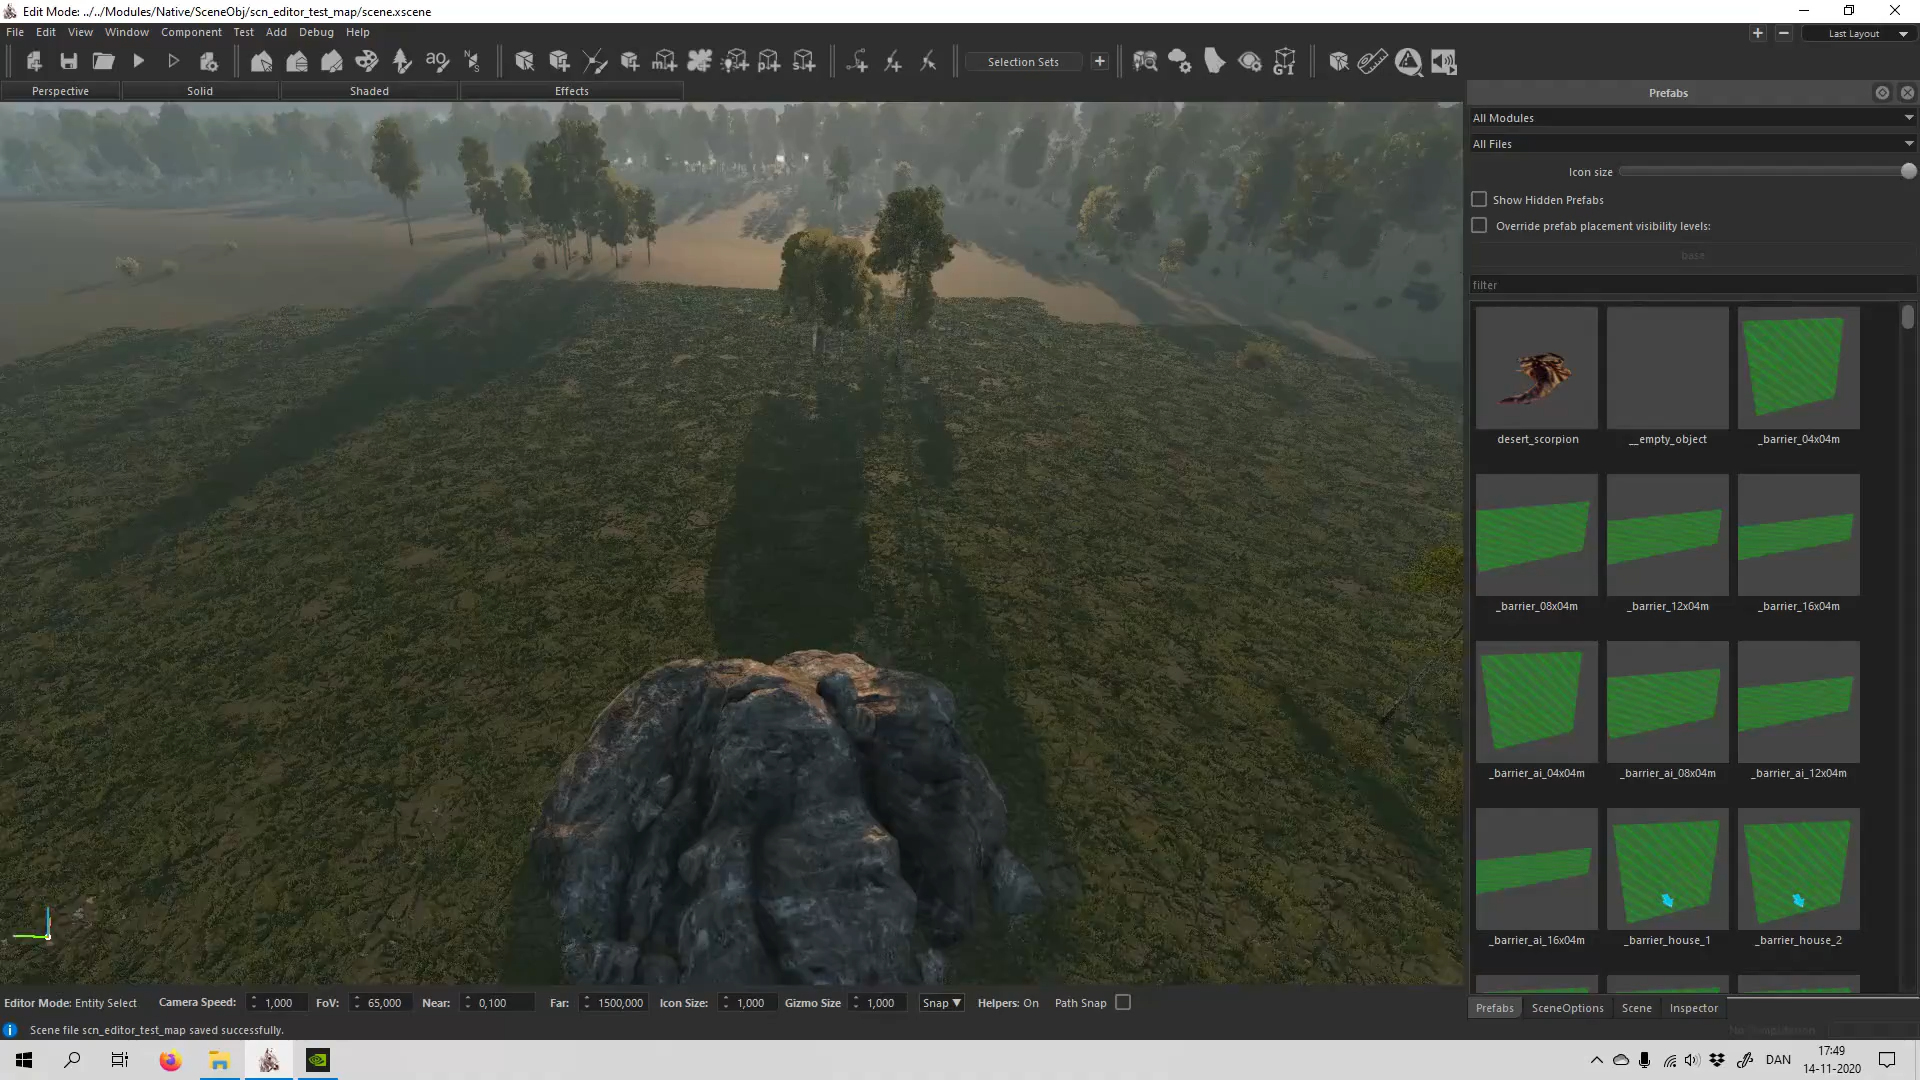 Edit Mode: ../../Modules/Native/SceneObj/scn_editor_test_map/scene.xscene
File Edit View Window Component Test Add Debug Help
Last Layout
Selection Sets
Perspective Solid Shaded Effects
Prefabs
All Modules
All Files
Icon size
Show Hidden Prefabs
Override prefab placement visibility levels:
base
filter
desert_scorpion __empty_object _barrier_04x04m
_barrier_08x04m _barrier_12x04m _barrier_16x04m
_barrier_ai_04x04m _barrier_ai_08x04m _barrier_ai_12x04m
_barrier_ai_16x04m _barrier_house_1 _barrier_house_2
Editor Mode: Entity Select Camera Speed: 1,000 FoV: 65,000 Near: 0,100 Far: 1500,000 Icon Size: 1,000 Gizmo Size 1,000 Snap Helpers: On Path Snap
Prefabs SceneOptions Scene Inspector
Scene file scn_editor_test_map saved successfully.
DAN
17:49
14-11-2020